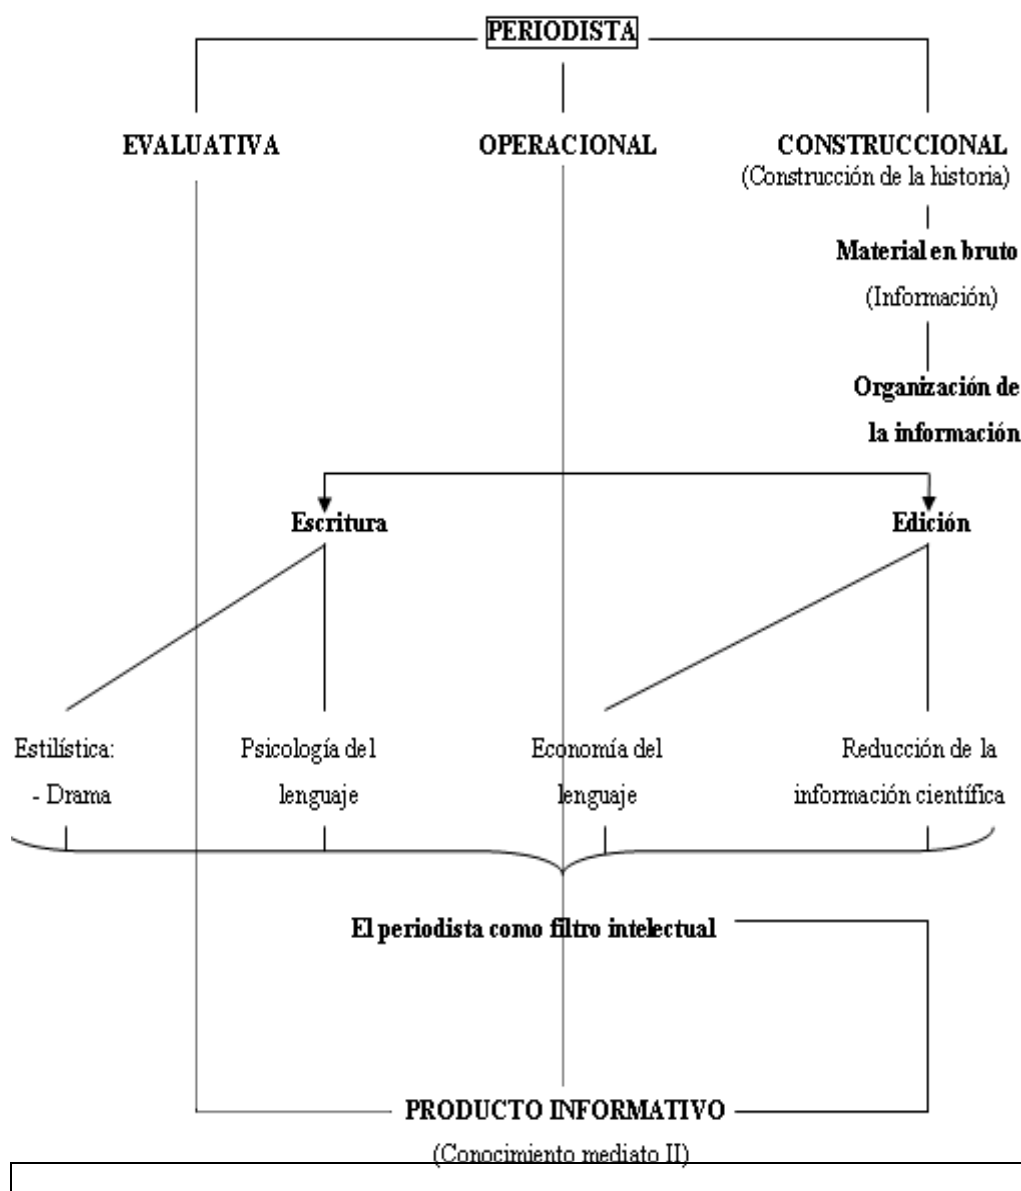 PERIODISTA
EVALUATIVA
OPERACIONAL
CONSTRUCCIONAL
(Construcción de la historia)
Material en bruto
(Información)
Organización de
la información
Escritura
Edición
Estilística:
- Drama
Psicología del
lenguaje
Economía del
lenguaje
Reducción de la
información científica
El periodista como filtro intelectual
PRODUCTO INFORMATIVO
(Conocimiento mediato II)